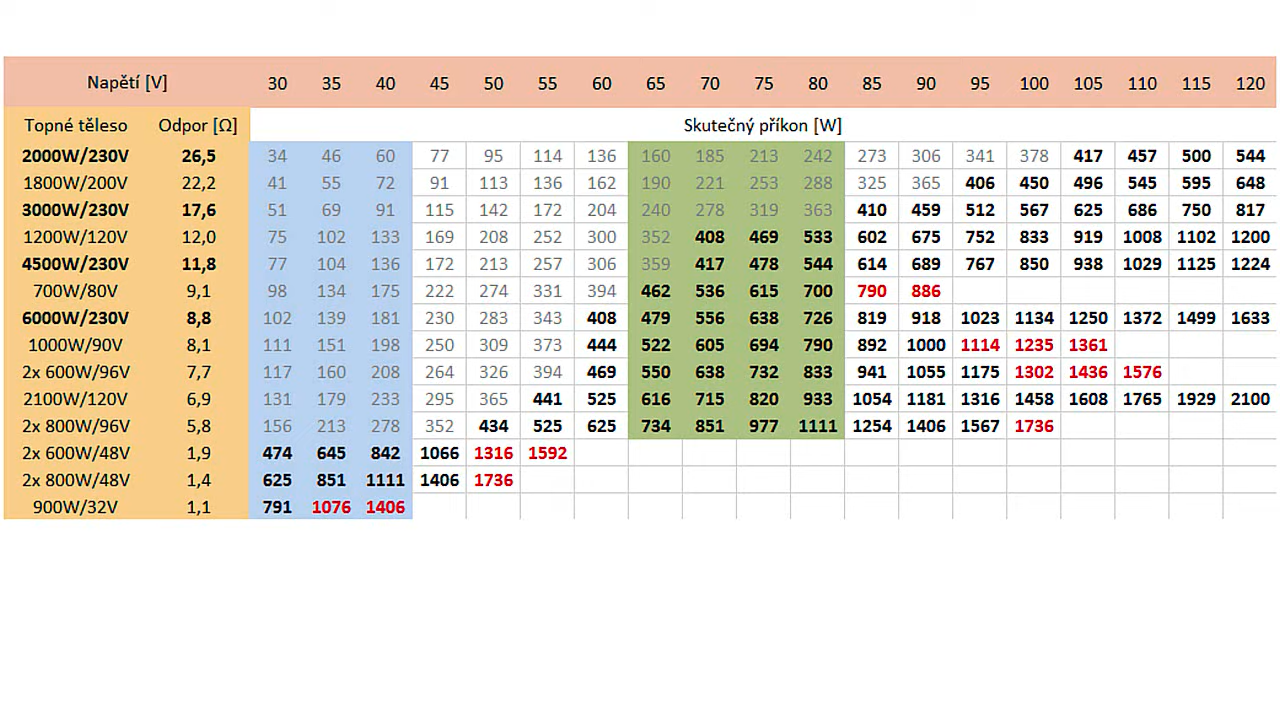 Napětí [V] 30 35 40 45 50 55 60 65 70 75 80 85 90 95 100 105 110 115 120
Topné těleso Odpor [Ω] Skutečný příkon [W]
2000W/230V 26,5 34 46 60 77 95 114 136 160 185 213 242 273 306 341 378 417 457 500 544
1800W/200V 22,2 41 55 72 91 113 136 162 190 221 253 288 325 365 406 450 496 545 595 648
3000W/230V 17,6 51 69 91 115 142 172 204 240 278 319 363 410 459 512 567 625 686 750 817
1200W/120V 12,0 75 102 133 169 208 252 300 352 408 469 533 602 675 752 833 919 1008 1102 1200
4500W/230V 11,8 77 104 136 172 213 257 306 359 417 478 544 614 689 767 850 938 1029 1125 1224
700W/80V 9,1 98 134 175 222 274 331 394 462 536 615 700 790 886
6000W/230V 8,8 102 139 181 230 283 343 408 479 556 638 726 819 918 1023 1134 1250 1372 1499 1633
1000W/90V 8,1 111 151 198 250 309 373 444 522 605 694 790 892 1000 1114 1235 1361
2x 600W/96V 7,7 117 160 208 264 326 394 469 550 638 732 833 941 1055 1175 1302 1436 1576
2100W/120V 6,9 131 179 233 295 365 441 525 616 715 820 933 1054 1181 1316 1458 1608 1765 1929 2100
2x 800W/96V 5,8 156 213 278 352 434 525 625 734 851 977 1111 1254 1406 1567 1736
2x 600W/48V 1,9 474 645 842 1066 1316 1592
2x 800W/48V 1,4 625 851 1111 1406 1736
900W/32V 1,1 791 1076 1406